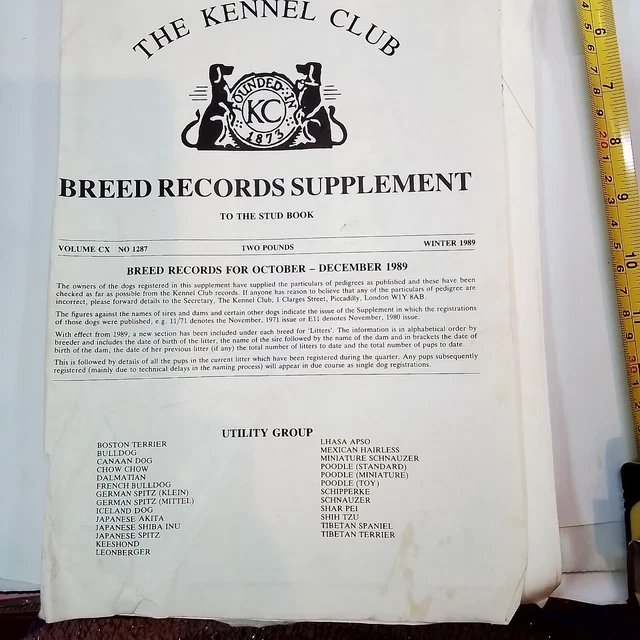 THE KENNEL CLUB
FOUNDED IN
KC
1873
BREED RECORDS SUPPLEMENT
TO THE STUD BOOK
VOLUME CX NO 1287 TWO POUNDS WINTER 1989
BREED RECORDS FOR OCTOBER – DECEMBER 1989
The owners of the dogs registered in this supplement have supplied the particulars of pedigrees as published and these have been
checked as far as possible from the Kennel Club records. If anyone has reason to believe that any of the particulars of pedigree are
incorrect, please forward details to the Secretary, The Kennel Club, 1 Clarges Street, Piccadilly, London W1Y 8AB.
The figures against the names of sires and dams and certain other dogs indicate the issue of the Supplement in which the registrations
of those dogs were published, e.g. 11/71 denotes the November, 1971 issue or E11 denotes November, 1980 issue.
With effect from 1989, a new section has been included under each breed for 'Litters'. The information is in alphabetical order by
breeder and includes the date of birth of the litter, the name of the sire followed by the name of the dam and in brackets the date of
birth of the dam, the date of her previous litter (if any) the total number of litters to date and the total number of pups to date.
This is followed by details of all the pups in the current litter which have been registered during the quarter. Any pups subsequently
registered (mainly due to technical delays in the naming process) will appear in due course as single dog registrations.
UTILITY GROUP
BOSTON TERRIER
BULLDOG
CANAAN DOG
CHOW CHOW
DALMATIAN
FRENCH BULLDOG
GERMAN SPITZ (KLEIN)
GERMAN SPITZ (MITTEL)
ICELAND DOG
JAPANESE AKITA
JAPANESE SHIBA INU
JAPANESE SPITZ
KEESHOND
LEONBERGER
LHASA APSO
MEXICAN HAIRLESS
MINIATURE SCHNAUZER
POODLE (STANDARD)
POODLE (MINIATURE)
POODLE (TOY)
SCHIPPERKE
SCHNAUZER
SHAR PEI
SHIH TZU
TIBETAN SPANIEL
TIBETAN TERRIER
6
7
8
9